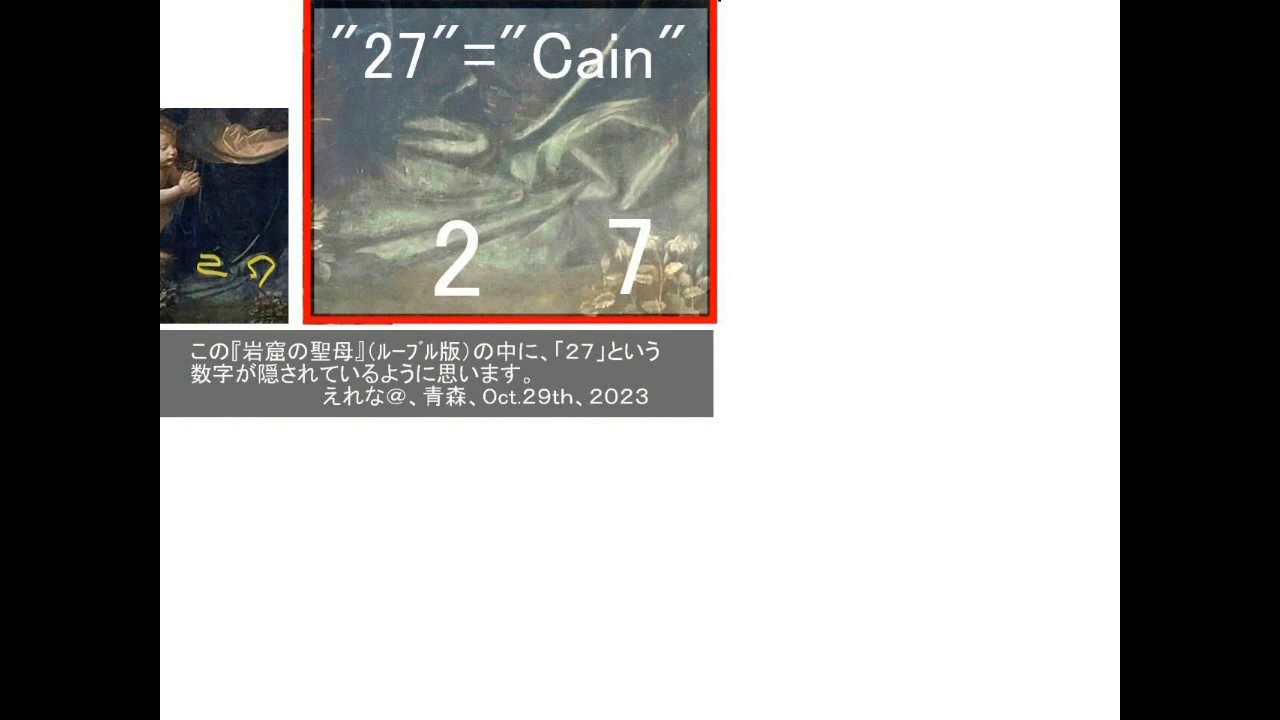 "27"="Cain"
27
2 7
この『岩窟の聖母』(ﾙｰﾌﾞﾙ版)の中に、「２７」という
数字が隠されているように思います。
えれな＠、青森、Oct.29th、２０２３